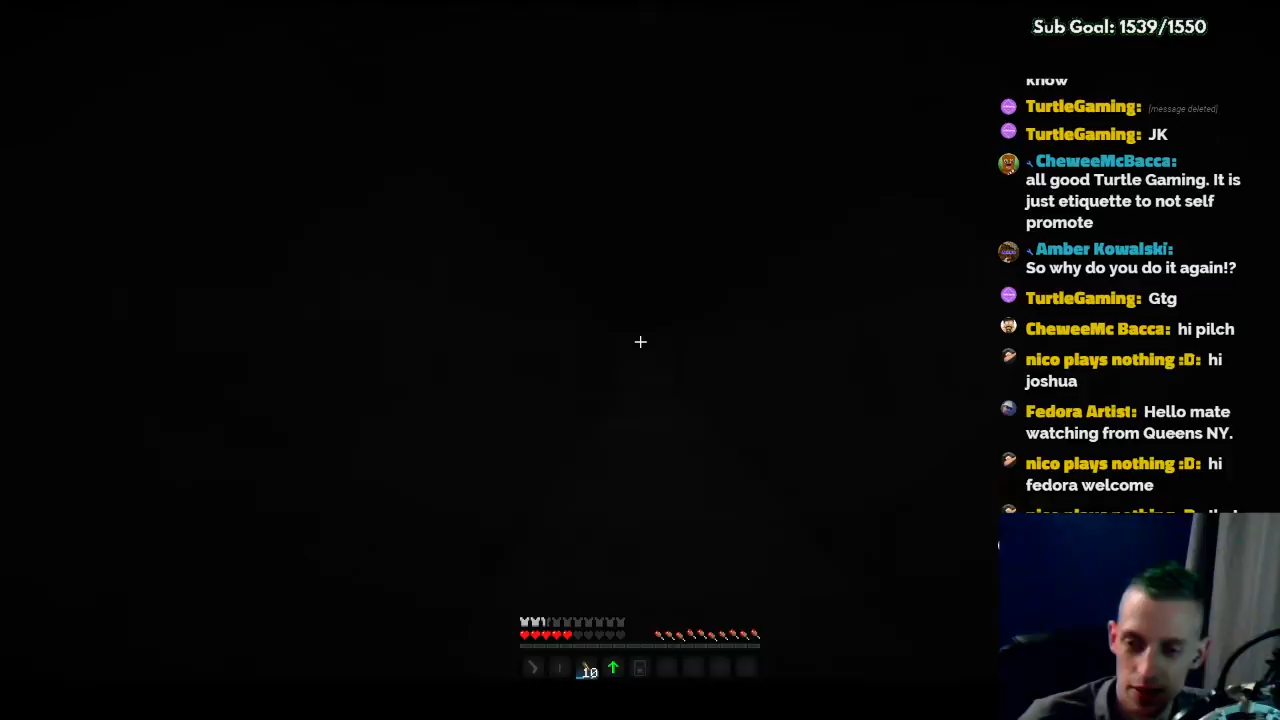 Sub Goal: 1539/1550
know
TurtleGaming: [message deleted]
TurtleGaming: JK
CheweeMcBacca:
all good Turtle Gaming. It is
just etiquette to not self
promote
Amber Kowalski:
So why do you do it again!?
TurtleGaming: Gtg
CheweeMc Bacca: hi pilch
nico plays nothing :D: hi
joshua
Fedora Artist: Hello mate
watching from Queens NY.
nico plays nothing :D: hi
fedora welcome
10